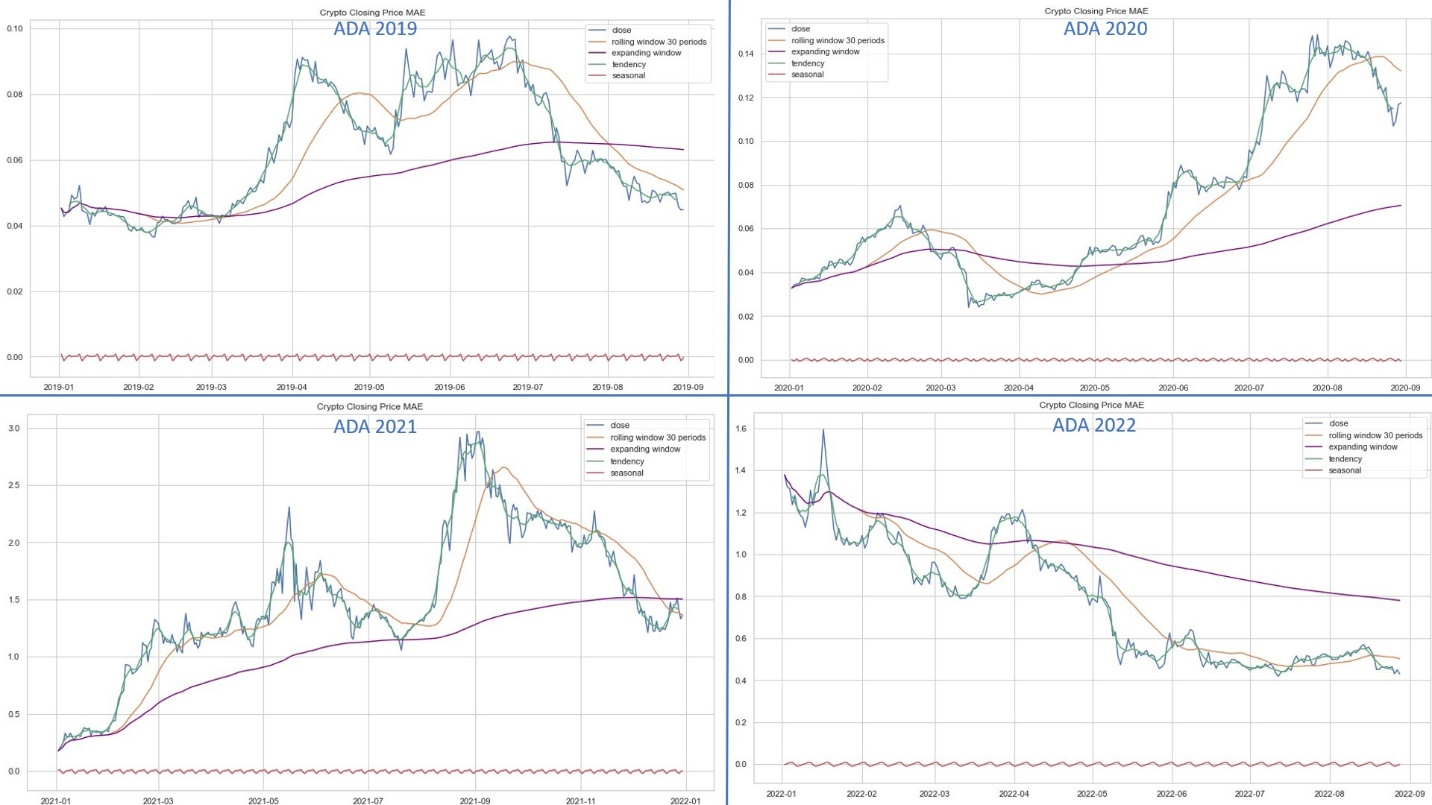 Crypto Closing Price MAE
ADA 2019
close
rolling window 30 periods
expanding window
tendency
seasonal
0.10
0.08
0.06
0.04
0.02
0.00
2019-01 2019-02 2019-03 2019-04 2019-05 2019-06 2019-07 2019-08 2019-09
Crypto Closing Price MAE
ADA 2020
close
rolling window 30 periods
expanding window
tendency
seasonal
0.14
0.12
0.10
0.08
0.06
0.04
0.02
0.00
2020-01 2020-02 2020-03 2020-04 2020-05 2020-06 2020-07 2020-08 2020-09
Crypto Closing Price MAE
ADA 2021
close
rolling window 30 periods
expanding window
tendency
seasonal
3.0
2.5
2.0
1.5
1.0
0.5
0.0
2021-01 2021-03 2021-05 2021-07 2021-09 2021-11 2022-01
Crypto Closing Price MAE
ADA 2022
close
rolling window 30 periods
expanding window
tendency
seasonal
1.6
1.4
1.2
1.0
0.8
0.6
0.4
0.2
0.0
2022-01 2022-02 2022-03 2022-04 2022-05 2022-06 2022-07 2022-08 2022-09